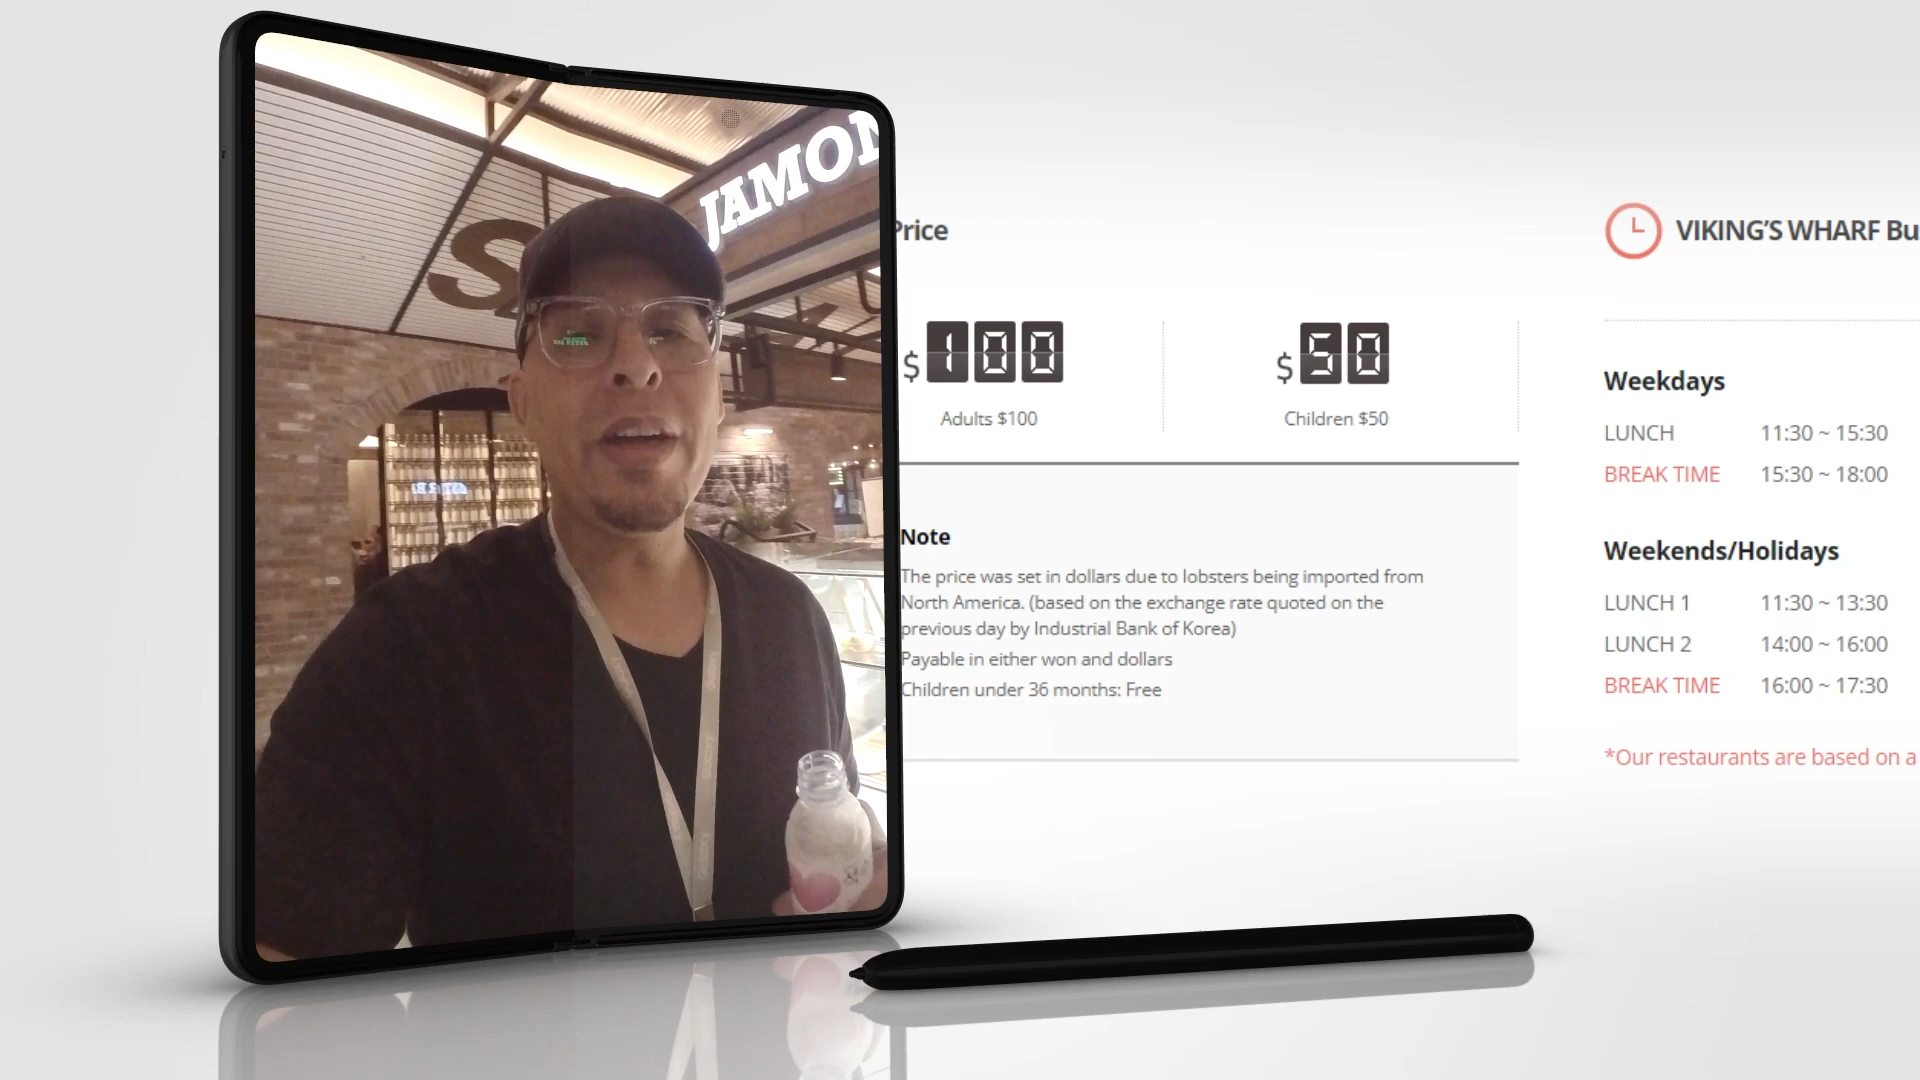 JAMON
Price
$100
Adults $100
$50
Children $50
Note
The price was set in dollars due to lobsters being imported from
North America. (based on the exchange rate quoted on the
previous day by Industrial Bank of Korea)
Payable in either won and dollars
Children under 36 months: Free
VIKING'S WHARF Bu
Weekdays
LUNCH 11:30 ~ 15:30
BREAK TIME 15:30 ~ 18:00
Weekends/Holidays
LUNCH 1 11:30 ~ 13:30
LUNCH 2 14:00 ~ 16:00
BREAK TIME 16:00 ~ 17:30
*Our restaurants are based on a